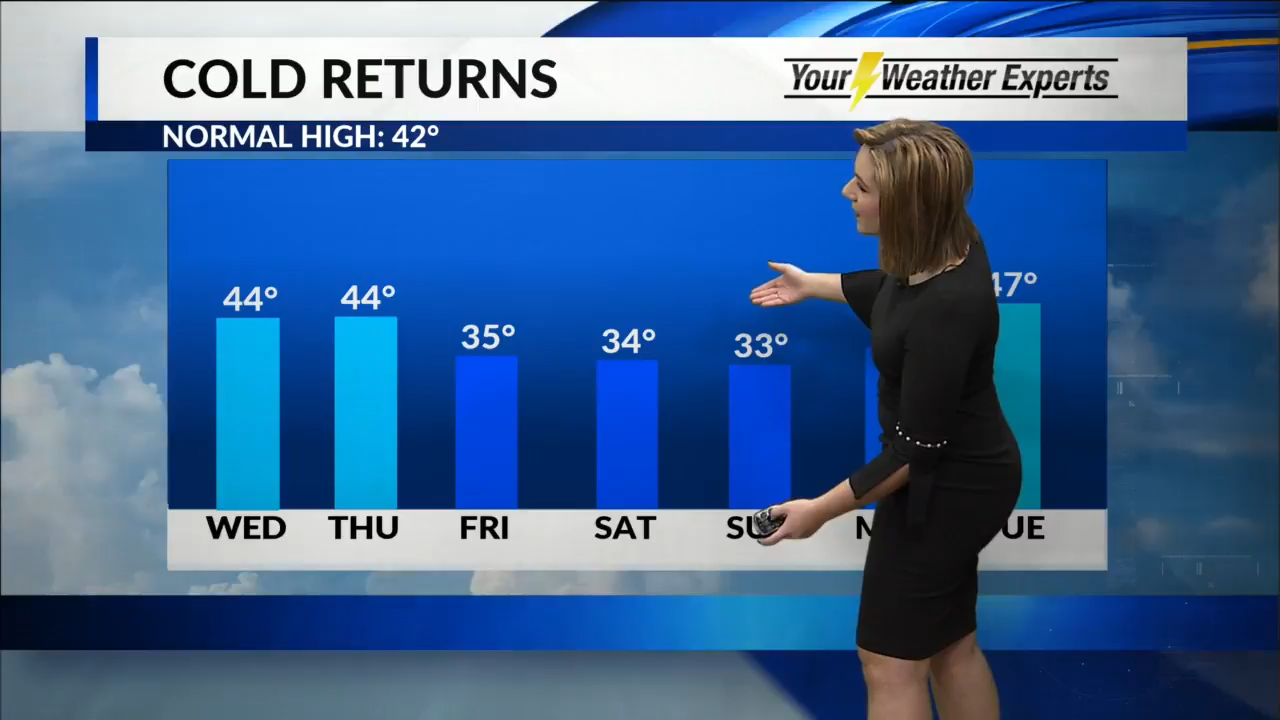 COLD RETURNS
Your Weather Experts
NORMAL HIGH: 42°
44° 44° 35° 34° 33° 47°
WED THU FRI SAT